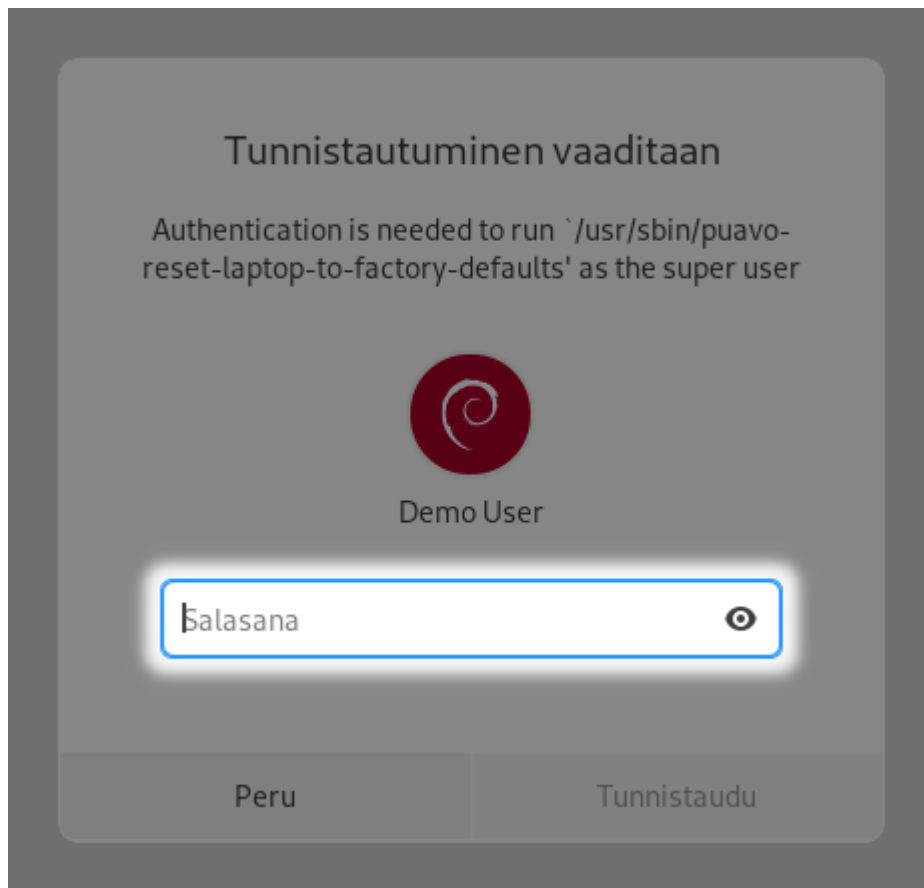 Tunnistautuminen vaaditaan
Authentication is needed to run `/usr/sbin/puavo-
reset-laptop-to-factory-defaults' as the super user
Demo User
Salasana
Peru
Tunnistaudu